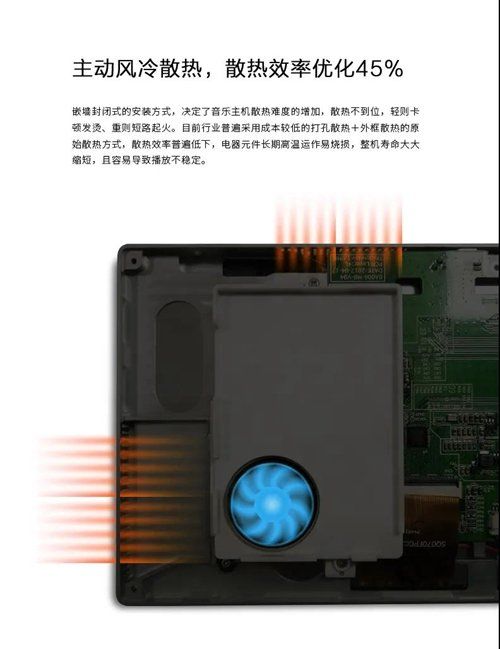 主动风冷散热，散热效率优化45%
嵌墙封闭式的安装方式，决定了音乐主机散热难度的增加，散热不到位，轻则卡
顿发烫、重则短路起火。目前行业普遍采用成本较低的打孔散热＋外框散热的原
始散热方式，散热效率普遍低下，电器元件长期高温运作易烧损，整机寿命大大
缩短，且容易导致播放不稳定。